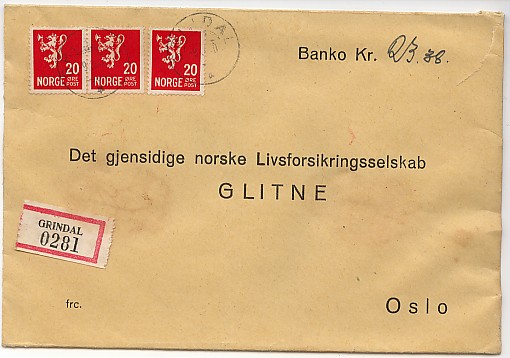 20 20 20
NORGE ØRE POST NORGE ØRE POST NORGE ØRE POST
Banko Kr.
Det gjensidige norske Livsforsikringsselskab
GLITNE
GRINDAL
0281
frc.
Oslo